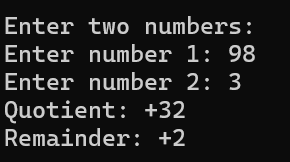 Enter two numbers:
Enter number 1: 98
Enter number 2: 3
Quotient: +32
Remainder: +2